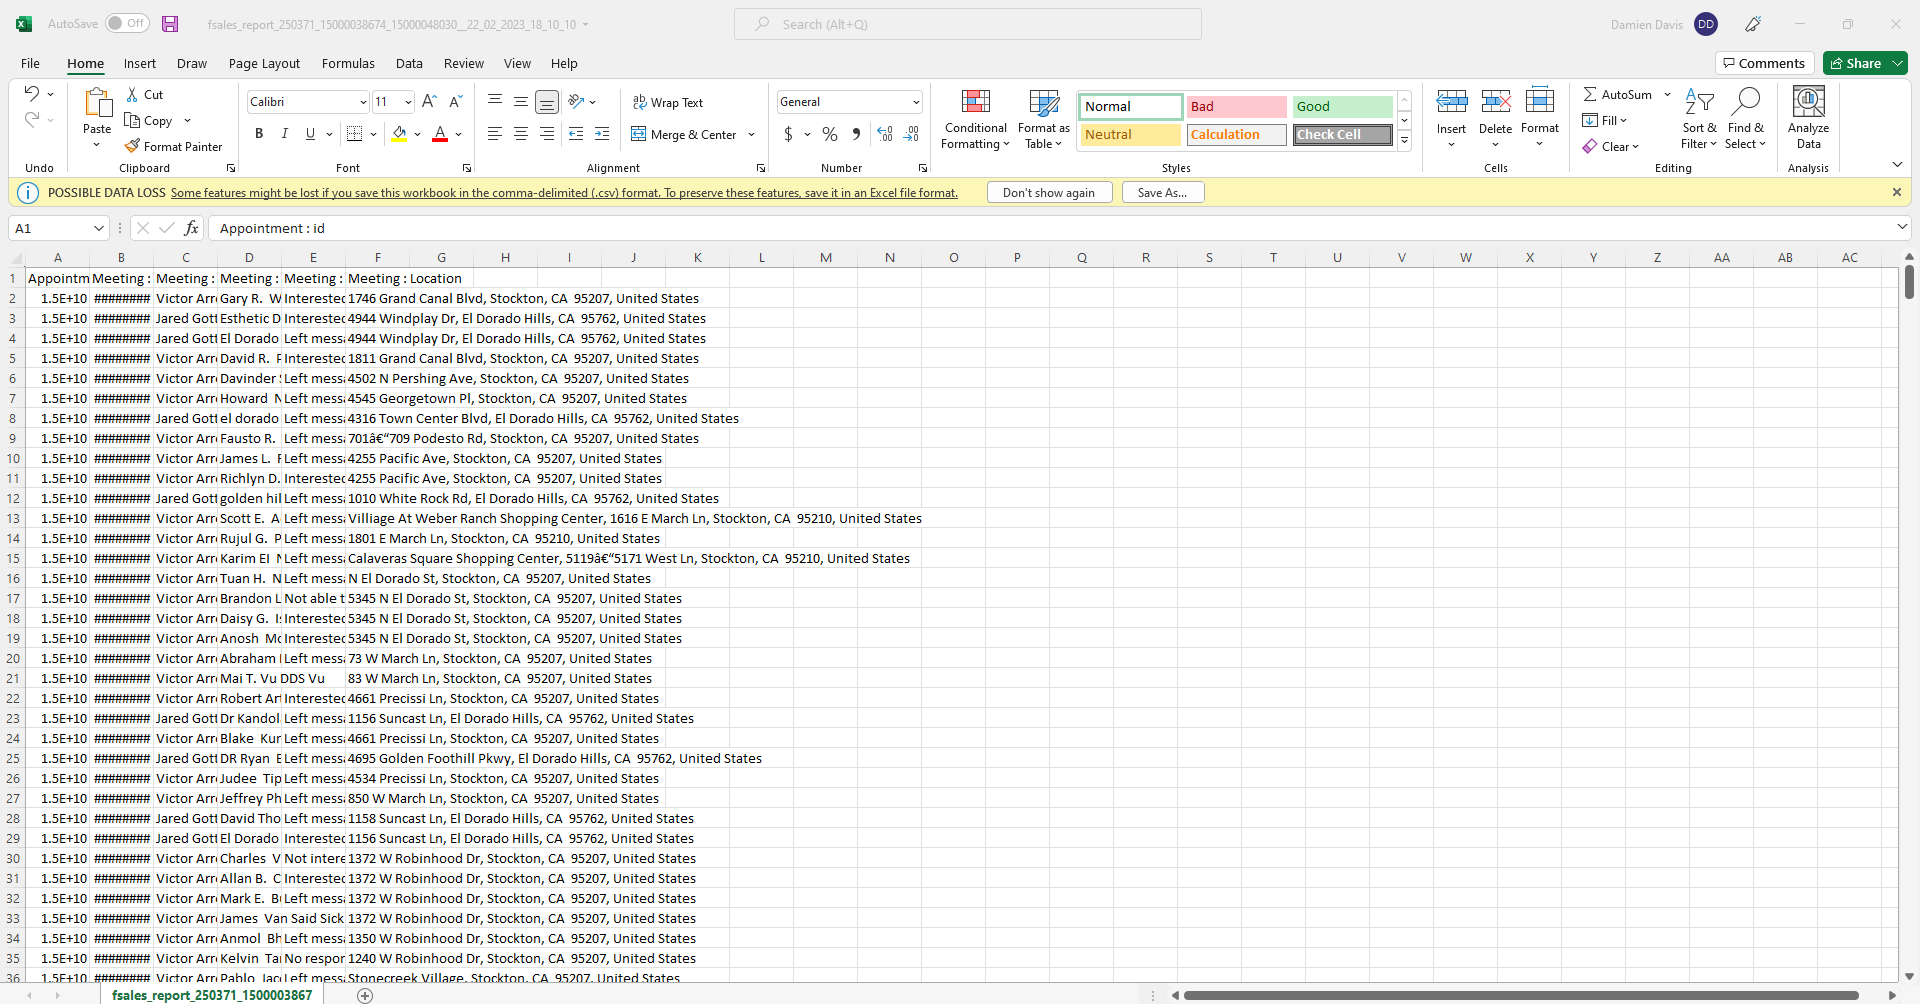 AutoSave Off fsales_report_250371_15000038674_15000048030__22_02_2023_18_10_10 Search (Alt+Q) Damien Davis DD
File Home Insert Draw Page Layout Formulas Data Review View Help Comments Share
Undo
Paste Cut
Copy
Format Painter
Clipboard
Calibri 11
B I U A
Font
Wrap Text
Merge & Center
Alignment
General
$ % ,
Number
Conditional Formatting
Format as Table
Normal Bad Good
Neutral Calculation Check Cell
Styles
Insert Delete Format
Cells
AutoSum
Fill
Clear
Sort & Filter
Find & Select
Editing
Analyze Data
Analysis
POSSIBLE DATA LOSS Some features might be lost if you save this workbook in the comma-delimited (.csv) format. To preserve these features, save it in an Excel file format. Don't show again Save As...
A1 fx Appointment : id
A B C D E F G H I J K L M N O P Q R S T U V W X Y Z AA AB AC
1 Appointm Meeting : Meeting : Meeting : Meeting : Meeting : Location
2 1.5E+10 ######## Victor Arr Gary R. W Interested 1746 Grand Canal Blvd, Stockton, CA 95207, United States
3 1.5E+10 ######## Jared Gott Esthetic D Interested 4944 Windplay Dr, El Dorado Hills, CA 95762, United States
4 1.5E+10 ######## Jared Gott El Dorado Left messa 4944 Windplay Dr, El Dorado Hills, CA 95762, United States
5 1.5E+10 ######## Victor Arr David R. F Interested 1811 Grand Canal Blvd, Stockton, CA 95207, United States
6 1.5E+10 ######## Victor Arr Davinder Left messa 4502 N Pershing Ave, Stockton, CA 95207, United States
7 1.5E+10 ######## Victor Arr Howard N Left messa 4545 Georgetown Pl, Stockton, CA 95207, United States
8 1.5E+10 ######## Jared Gott el dorado Left messa 4316 Town Center Blvd, El Dorado Hills, CA 95762, United States
9 1.5E+10 ######## Victor Arr Fausto R. Left messa 701â€“709 Podesto Rd, Stockton, CA 95207, United States
10 1.5E+10 ######## Victor Arr James L. F Left messa 4255 Pacific Ave, Stockton, CA 95207, United States
11 1.5E+10 ######## Victor Arr Richlyn D. Interested 4255 Pacific Ave, Stockton, CA 95207, United States
12 1.5E+10 ######## Jared Gott golden hil Left messa 1010 White Rock Rd, El Dorado Hills, CA 95762, United States
13 1.5E+10 ######## Victor Arr Scott E. A Left messa Villiage At Weber Ranch Shopping Center, 1616 E March Ln, Stockton, CA 95210, United States
14 1.5E+10 ######## Victor Arr Rujul G. P Left messa 1801 E March Ln, Stockton, CA 95210, United States
15 1.5E+10 ######## Victor Arr Karim El N Left messa Calaveras Square Shopping Center, 5119â€“5171 West Ln, Stockton, CA 95210, United States
16 1.5E+10 ######## Victor Arr Tuan H. N Left messa N El Dorado St, Stockton, CA 95207, United States
17 1.5E+10 ######## Victor Arr Brandon L Not able t 5345 N El Dorado St, Stockton, CA 95207, United States
18 1.5E+10 ######## Victor Arr Daisy G. Is Interested 5345 N El Dorado St, Stockton, CA 95207, United States
19 1.5E+10 ######## Victor Arr Anosh Mo Interested 5345 N El Dorado St, Stockton, CA 95207, United States
20 1.5E+10 ######## Victor Arr Abraham Left messa 73 W March Ln, Stockton, CA 95207, United States
21 1.5E+10 ######## Victor Arr Mai T. Vu DDS Vu 83 W March Ln, Stockton, CA 95207, United States
22 1.5E+10 ######## Victor Arr Robert Art Interested 4661 Precissi Ln, Stockton, CA 95207, United States
23 1.5E+10 ######## Jared Gott Dr Kandol Left messa 1156 Suncast Ln, El Dorado Hills, CA 95762, United States
24 1.5E+10 ######## Victor Arr Blake Kur Left messa 4661 Precissi Ln, Stockton, CA 95207, United States
25 1.5E+10 ######## Jared Gott DR Ryan E Left messa 4695 Golden Foothill Pkwy, El Dorado Hills, CA 95762, United States
26 1.5E+10 ######## Victor Arr Judee Tip Left messa 4534 Precissi Ln, Stockton, CA 95207, United States
27 1.5E+10 ######## Victor Arr Jeffrey Ph Left messa 850 W March Ln, Stockton, CA 95207, United States
28 1.5E+10 ######## Jared Gott David Tho Left messa 1158 Suncast Ln, El Dorado Hills, CA 95762, United States
29 1.5E+10 ######## Jared Gott El Dorado Interested 1156 Suncast Ln, El Dorado Hills, CA 95762, United States
30 1.5E+10 ######## Victor Arr Charles V Not intere 1372 W Robinhood Dr, Stockton, CA 95207, United States
31 1.5E+10 ######## Victor Arr Allan B. C Interested 1372 W Robinhood Dr, Stockton, CA 95207, United States
32 1.5E+10 ######## Victor Arr Mark E. Bu Left messa 1372 W Robinhood Dr, Stockton, CA 95207, United States
33 1.5E+10 ######## Victor Arr James Van Said Sick 1372 W Robinhood Dr, Stockton, CA 95207, United States
34 1.5E+10 ######## Victor Arr Anmol Bh Left messa 1350 W Robinhood Dr, Stockton, CA 95207, United States
35 1.5E+10 ######## Victor Arr Kelvin Tan No respor 1240 W Robinhood Dr, Stockton, CA 95207, United States
36 1.5E+10 ######## Victor Arr Pablo Jac Left messa Stonecreek Village, Stockton, CA 95207, United States
fsales_report_250371_1500003867